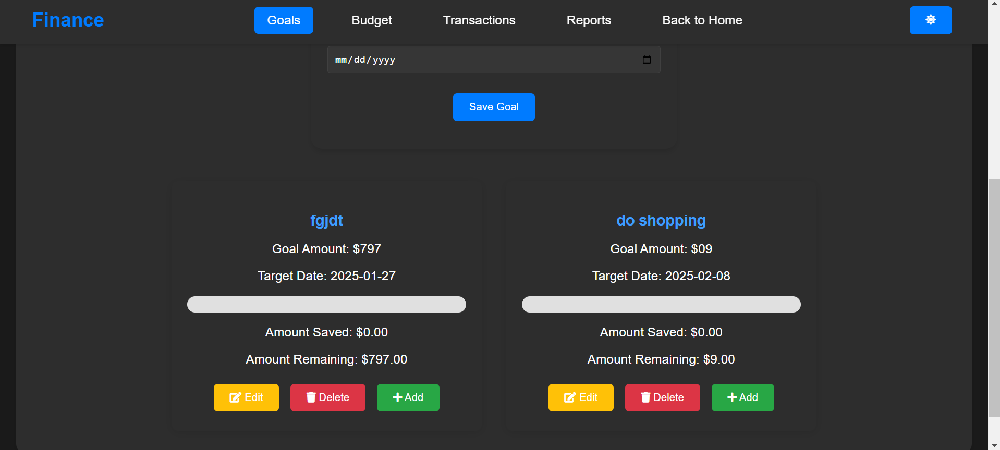 Finance
Goals
Budget
Transactions
Reports
Back to Home
mm/dd/yyyy
Save Goal
fgjdt
Goal Amount: $797
Target Date: 2025-01-27
Amount Saved: $0.00
Amount Remaining: $797.00
Edit
Delete
Add
do shopping
Goal Amount: $09
Target Date: 2025-02-08
Amount Saved: $0.00
Amount Remaining: $9.00
Edit
Delete
Add